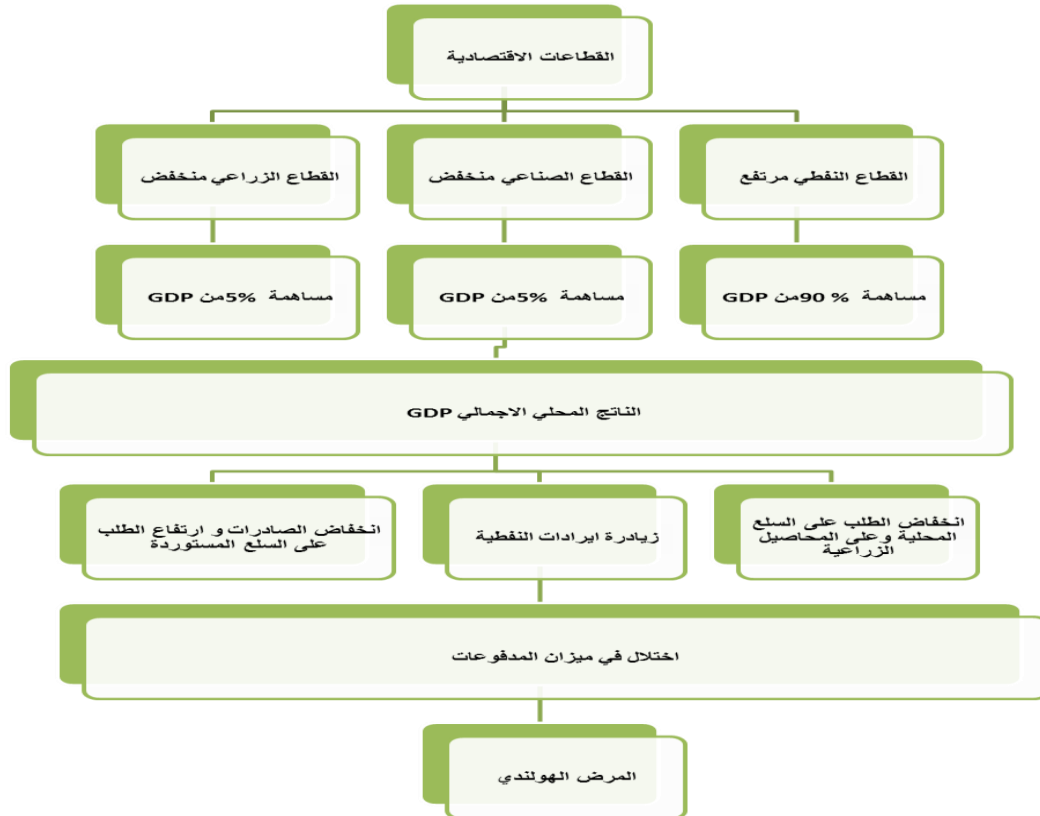 القطاعات الاقتصادية
القطاع النفطي مرتفع
القطاع الصناعي منخفض
القطاع الزراعي منخفض
مساهمة % 90من GDP
مساهمة %5من GDP
مساهمة %5من GDP
الناتج المحلي الاجمالي GDP
انخفاض الطلب على السلع
المحلية وعلى المحاصيل
الزراعية
زيادرة ايرادات النفطية
انخفاض الصادرات و ارتفاع الطلب
على السلع المستوردة
اختلال في ميزان المدفوعات
المرض الهولندي